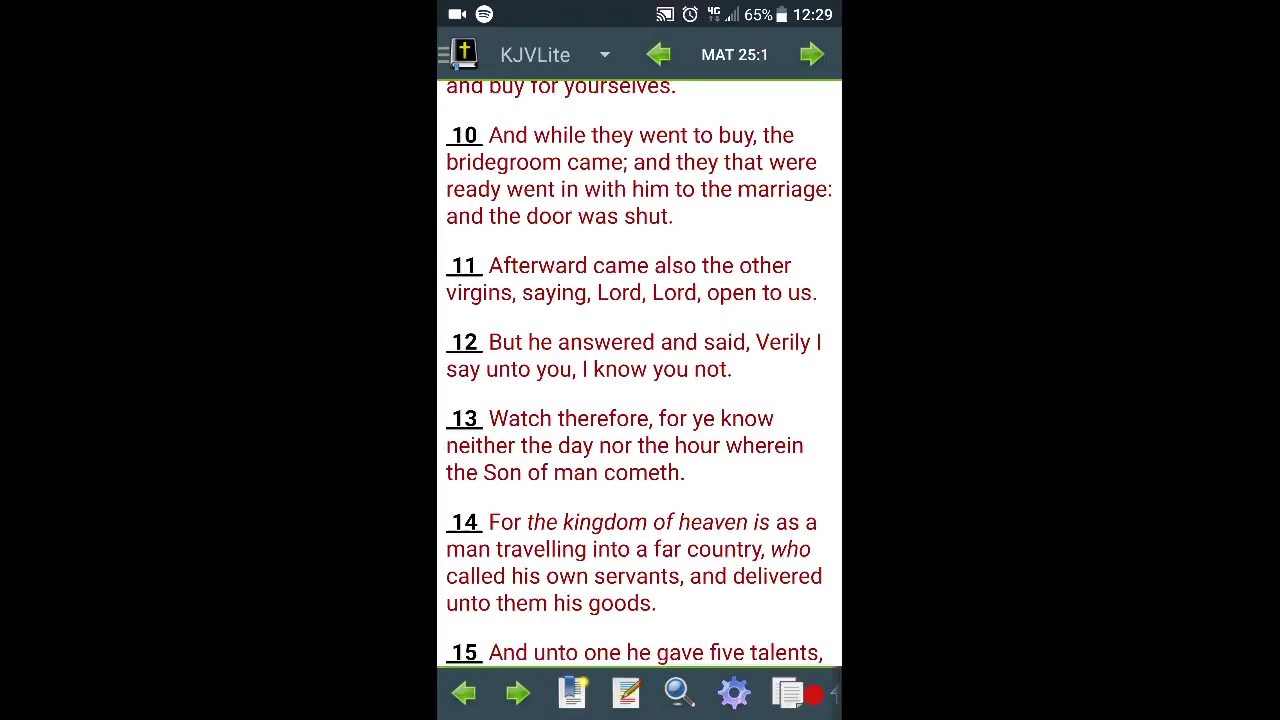 4G 65% 12:29
KJVLite MAT 25:1
and buy for yourselves.
10 And while they went to buy, the
bridegroom came; and they that were
ready went in with him to the marriage:
and the door was shut.
11 Afterward came also the other
virgins, saying, Lord, Lord, open to us.
12 But he answered and said, Verily I
say unto you, I know you not.
13 Watch therefore, for ye know
neither the day nor the hour wherein
the Son of man cometh.
14 For the kingdom of heaven is as a
man travelling into a far country, who
called his own servants, and delivered
unto them his goods.
15 And unto one he gave five talents,